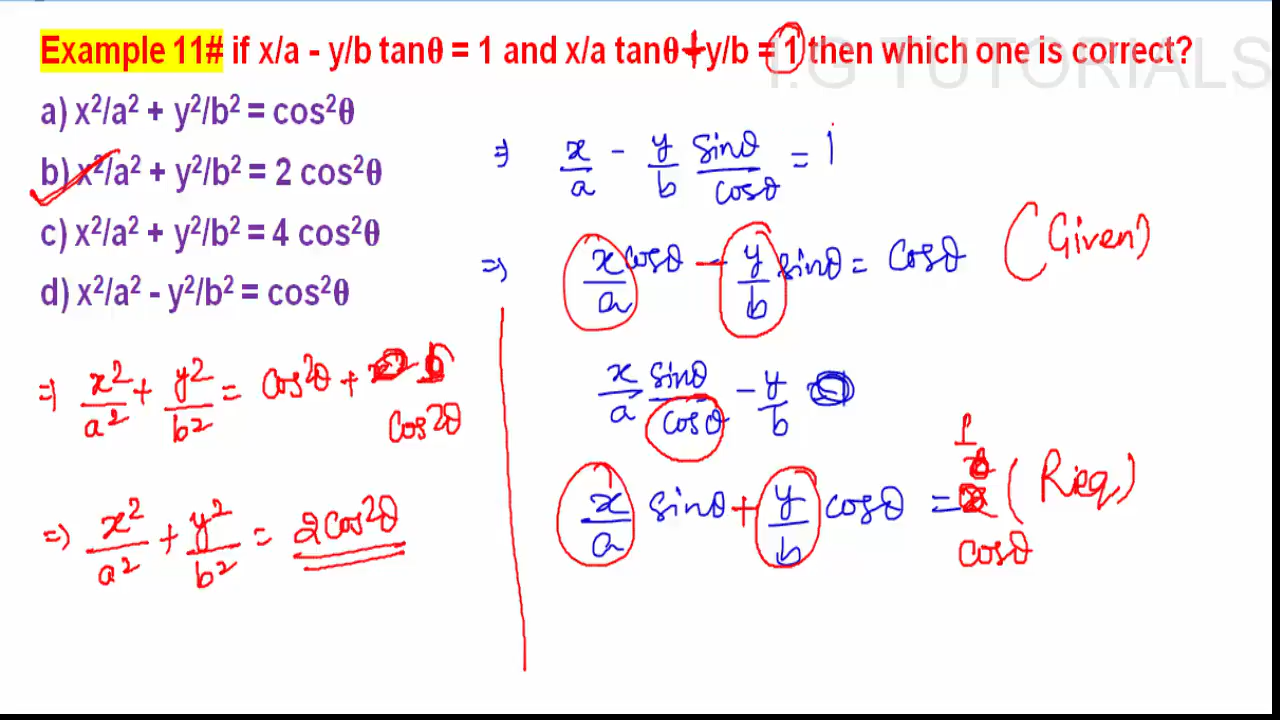 Example 11# if x/a - y/b tanθ = 1 and x/a tanθ + y/b = 1 then which one is correct?
I.G TUTORIALS
a) x²/a² + y²/b² = cos²θ
b) x²/a² + y²/b² = 2 cos²θ
c) x²/a² + y²/b² = 4 cos²θ
d) x²/a² - y²/b² = cos²θ
⇒ x/a - y/b sinθ/cosθ = 1
⇒ x/a cosθ - y/b sinθ = cosθ (Given)
x/a sinθ/cosθ - y/b
x/a sinθ + y/b cosθ = cosθ (Req.)
⇒ x²/a² + y²/b² = cos²θ + cos²θ
⇒ x²/a² + y²/b² = 2cos²θ